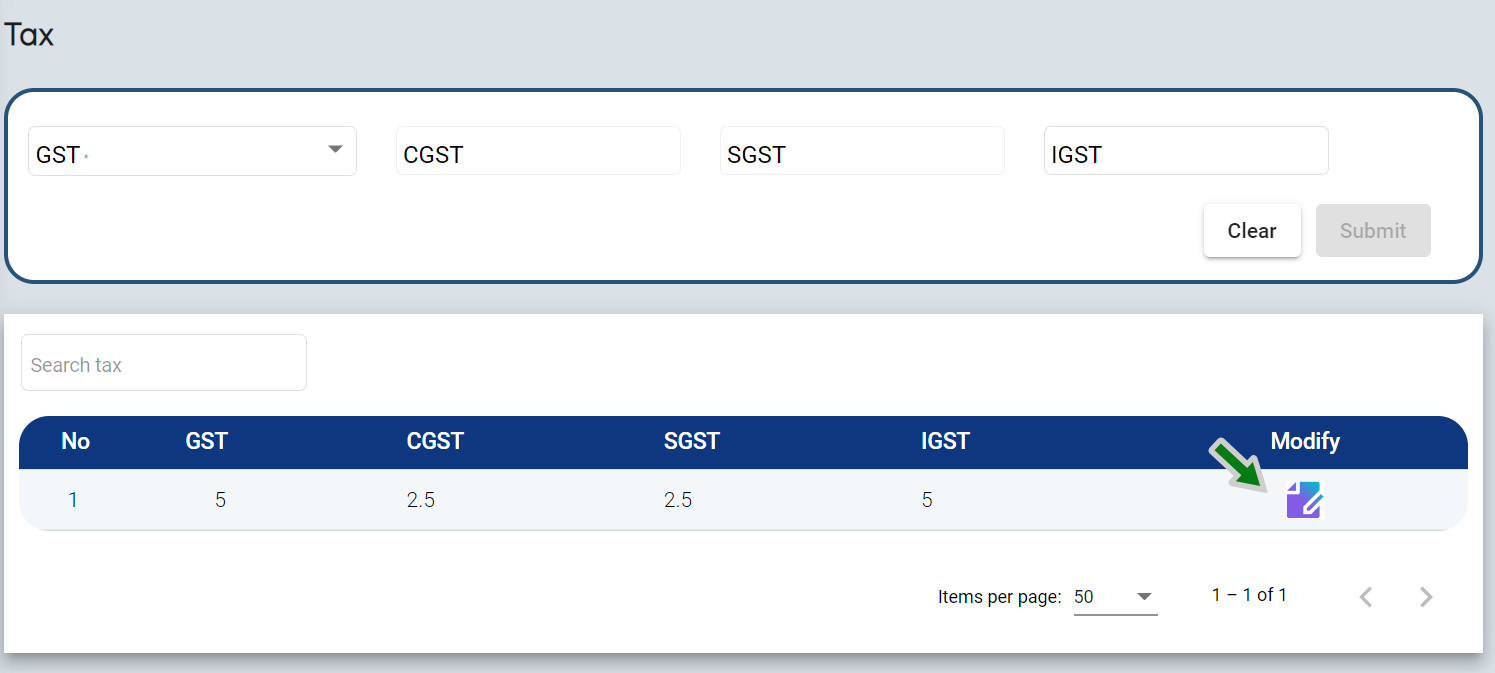 Tax
GST * CGST SGST IGST
Clear Submit
Search tax
No GST CGST SGST IGST Modify
1 5 2.5 2.5 5
Items per page: 50 1 – 1 of 1